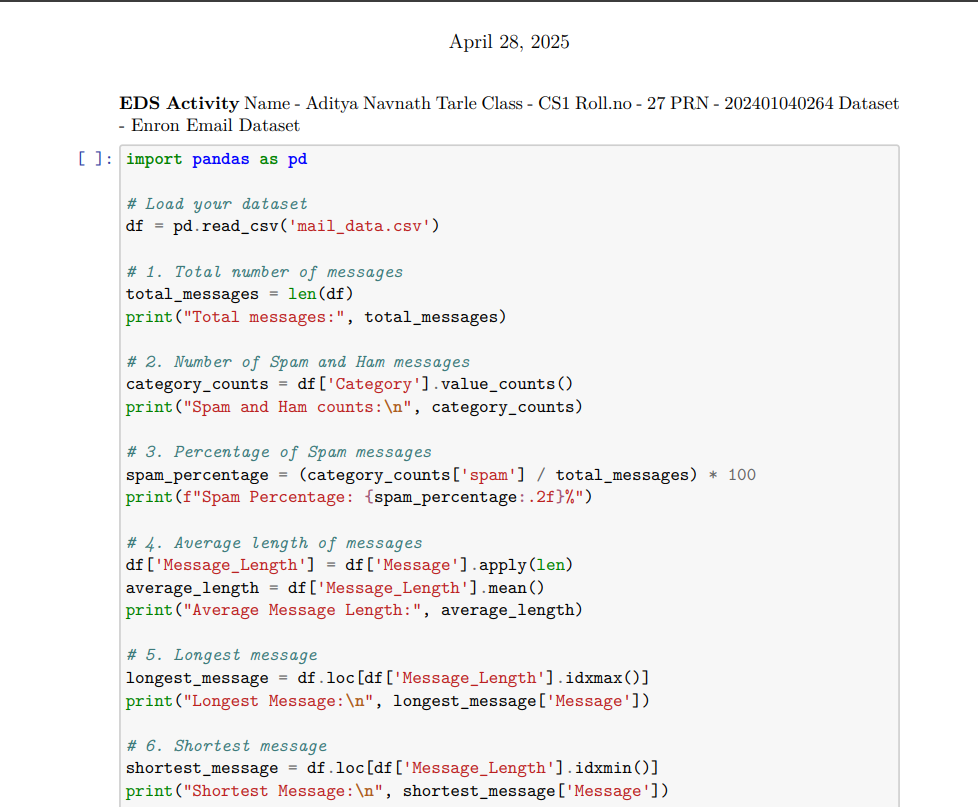 April 28, 2025
EDS Activity Name - Aditya Navnath Tarle Class - CS1 Roll.no - 27 PRN - 202401040264 Dataset
- Enron Email Dataset
[ ]: import pandas as pd
# Load your dataset
df = pd.read_csv('mail_data.csv')
# 1. Total number of messages
total_messages = len(df)
print("Total messages:", total_messages)
# 2. Number of Spam and Ham messages
category_counts = df['Category'].value_counts()
print("Spam and Ham counts:\n", category_counts)
# 3. Percentage of Spam messages
spam_percentage = (category_counts['spam'] / total_messages) * 100
print(f"Spam Percentage: {spam_percentage:.2f}%")
# 4. Average length of messages
df['Message_Length'] = df['Message'].apply(len)
average_length = df['Message_Length'].mean()
print("Average Message Length:", average_length)
# 5. Longest message
longest_message = df.loc[df['Message_Length'].idxmax()]
print("Longest Message:\n", longest_message['Message'])
# 6. Shortest message
shortest_message = df.loc[df['Message_Length'].idxmin()]
print("Shortest Message:\n", shortest_message['Message'])